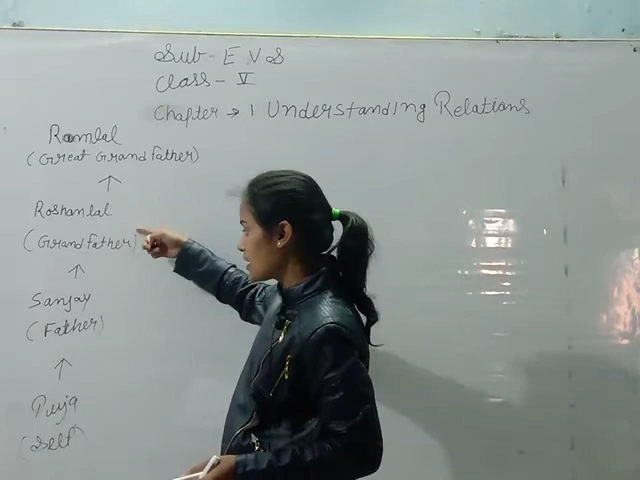 Sub - E V S
Class - V
Chapter → 1 Understanding Relations
Ramlal
(Great Grand Father)
↑
Roshanlal
(Grand Father)
↑
Sanjay
(Father)
↑
Puja
(Self)